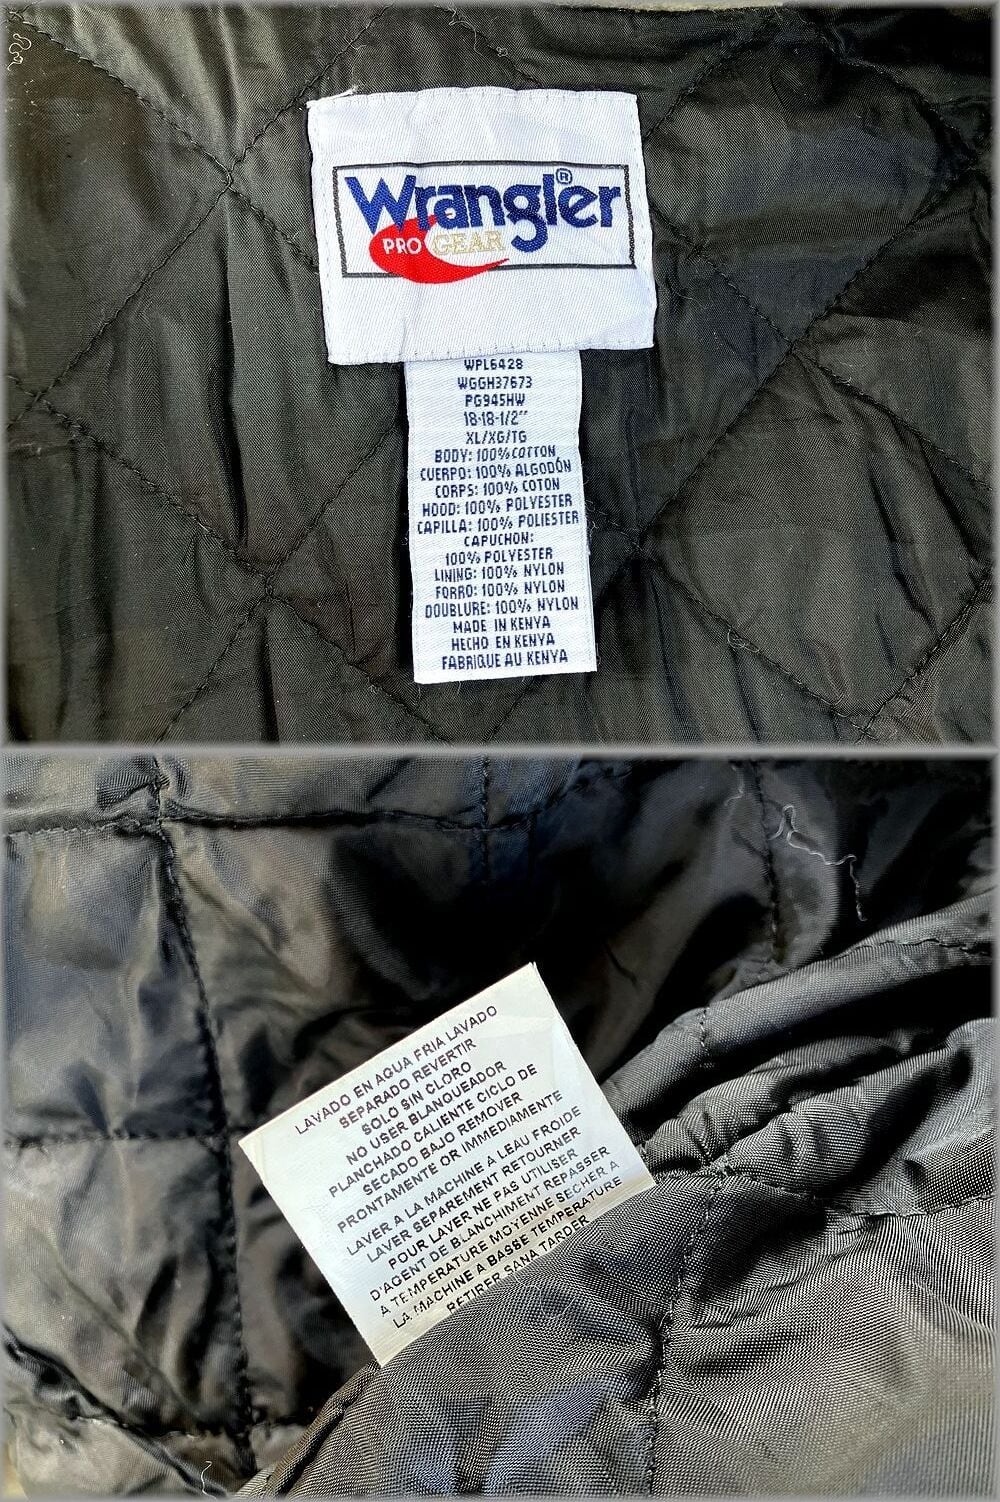 Wrangler®
PRO GEAR
WPL6428
WGGH37673
PG945HW
18-18-1/2"
XL/XG/TG
BODY: 100% COTTON
CUERPO: 100% ALGODÓN
CORPS: 100% COTON
HOOD: 100% POLYESTER
CAPILLA: 100% POLIESTER
CAPUCHON:
100% POLYESTER
LINING: 100% NYLON
FORRO: 100% NYLON
DOUBLURE: 100% NYLON
MADE IN KENYA
HECHO EN KENYA
FABRIQUE AU KENYA
LAVADO EN AGUA FRIA LAVADO
SEPARADO REVERTIR
SOLO SIN CLORO
NO USER BLANQUEADOR
PLANCHADO CALIENTE CICLO DE
SECADO BAJO REMOVER
PRONTAMENTE OR IMMEDIAMENTE
LAVER A LA MACHINE A LEAU FROIDE
LAVER SEPAREMENT RETOURNER
POUR LAVER NE PAS UTILISER
D'AGENT DE BLANCHIMENT REPASSER
A TEMPERATURE MOYENNE SECHER A
LA MACHINE A BASSE TEMPERATURE
RETIRER SANA TARDER